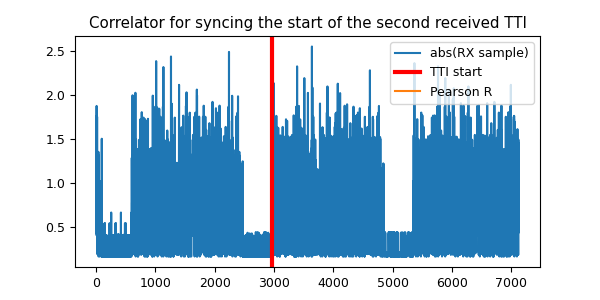 Correlator for syncing the start of the second received TTI
abs(RX sample)
TTI start
Pearson R
2.5
2.0
1.5
1.0
0.5
0 1000 2000 3000 4000 5000 6000 7000